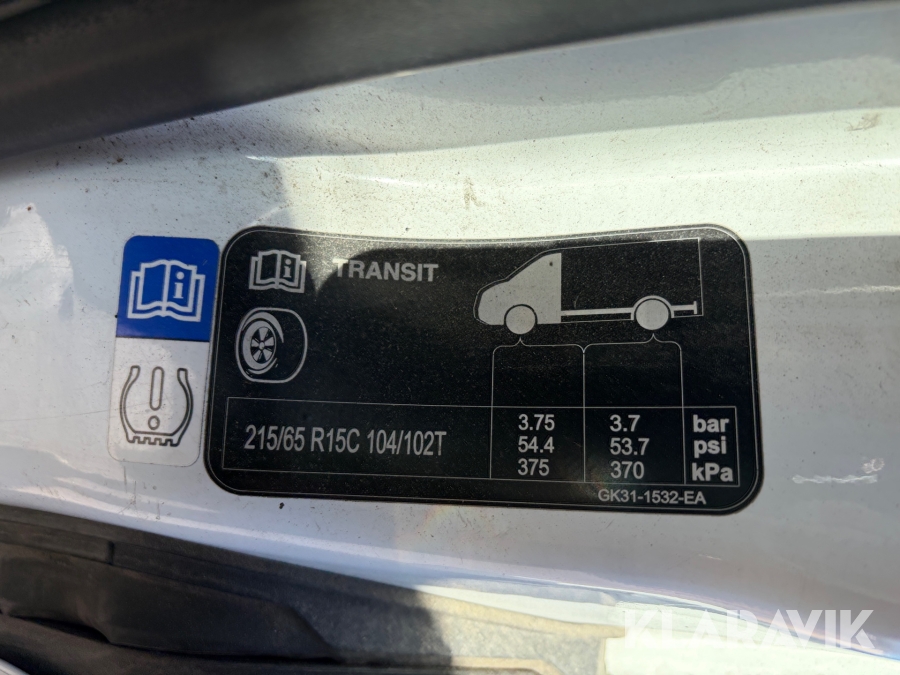 TRANSIT
215/65 R15C 104/102T
3.75 3.7 bar
54.4 53.7 psi
375 370 kPa
GK31-1532-EA
KLARAVIK